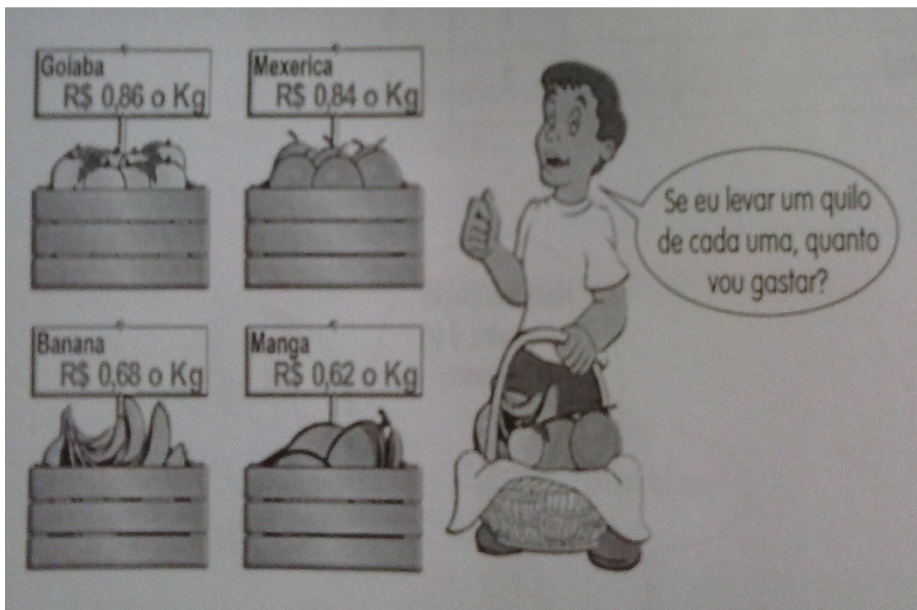 Goiaba
R$ 0,86 o Kg
Mexerica
R$ 0,84 o Kg
Se eu levar um quilo
de cada uma, quanto
vou gastar?
Banana
R$ 0,68 o Kg
Manga
R$ 0,62 o Kg